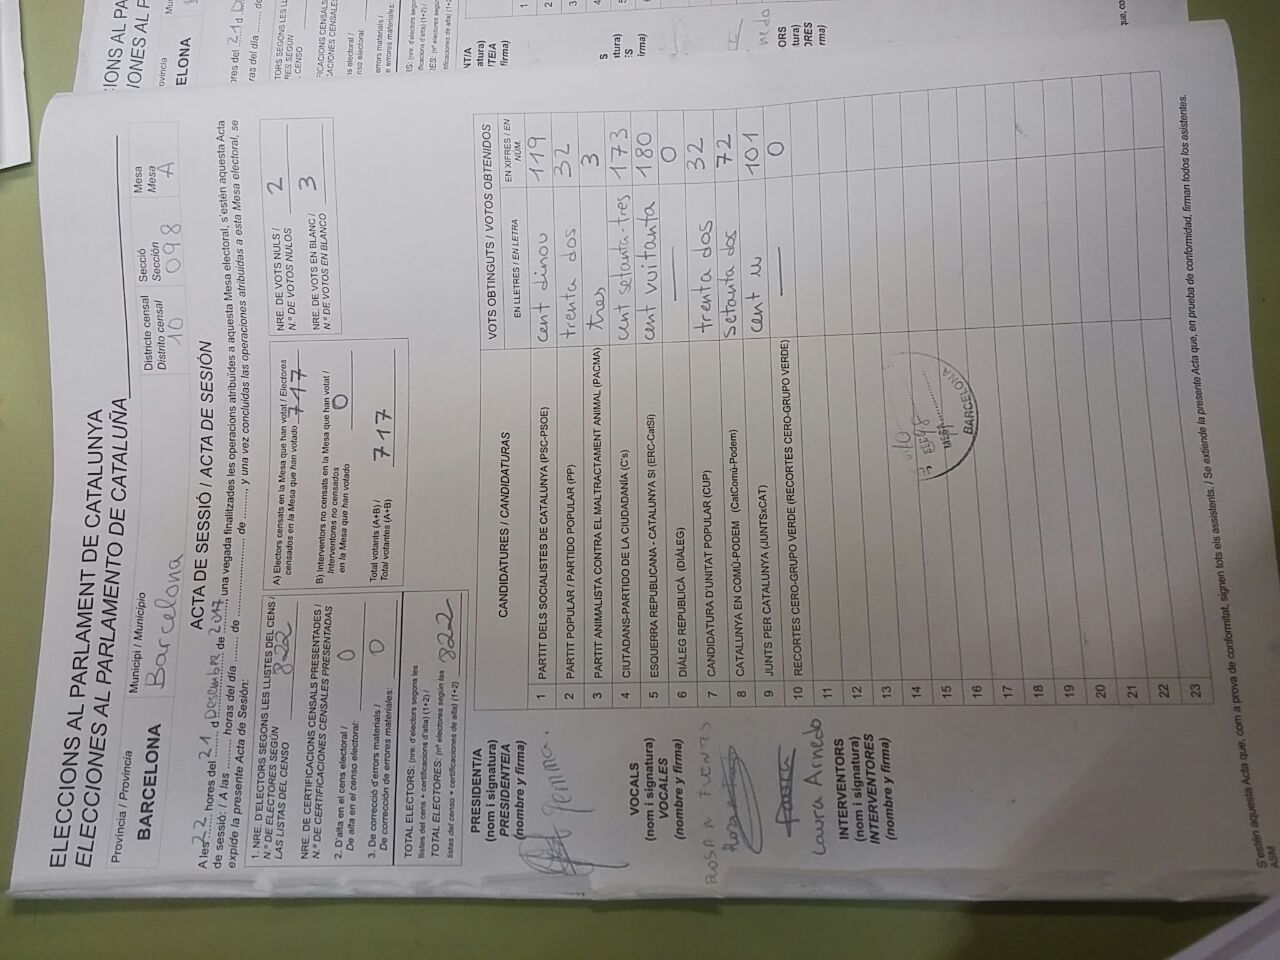 ELECCIONS AL PARLAMENT DE CATALUNYA
ELECCIONES AL PARLAMENTO DE CATALUÑA
Província / Provincia
BARCELONA
Municipi / Municipio
Barcelona
Districte censal
Distrito censal
10
Secció
Sección
098
Mesa
Mesa
A
ACTA DE SESSIÓ / ACTA DE SESIÓN
A les 22 hores del 21 d Desembre de 2017, una vegada finalitzades les operacions atribuïdes a aquesta Mesa electoral, s'estén aquesta Acta
de sessió: / A las ........ horas del día ........ de ........ de ........, y una vez concluidas las operaciones atribuidas a esta Mesa electoral, se
expide la presente Acta de Sesión:
1. NRE. D'ELECTORS SEGONS LES LLISTES DEL CENS /
N.º DE ELECTORES SEGÚN
LAS LISTAS DEL CENSO
822
NRE. DE CERTIFICACIONS CENSALS PRESENTADES /
N.º DE CERTIFICACIONES CENSALES PRESENTADAS
2. D'alta en el cens electoral /
De alta en el censo electoral:
0
3. De correcció d'errors materials /
De corrección de errores materiales:
0
TOTAL ELECTORS: (nre. d'electors segons les
llistes del cens + certificacions d'alta) (1+2) /
TOTAL ELECTORES: (nº electores según las
listas del censo + certificaciones de alta) (1+2)
822
A) Electors censats en la Mesa que han votat / Electores
censados en la Mesa que han votado
717
B) Interventors no censats en la Mesa que han votat /
Interventores no censados
en la Mesa que han votado
0
Total votants (A+B) /
Total votantes (A+B)
717
NRE. DE VOTS NULS /
N.º DE VOTOS NULOS
2
NRE. DE VOTS EN BLANC /
N.º DE VOTOS EN BLANCO
3
CANDIDATURES / CANDIDATURAS
VOTS OBTINGUTS / VOTOS OBTENIDOS
EN LLETRES / EN LETRA
EN XIFRES / EN NÚM.
1 PARTIT DELS SOCIALISTES DE CATALUNYA (PSC-PSOE) cent dinou 119
2 PARTIT POPULAR / PARTIDO POPULAR (PP) trenta dos 32
3 PARTIT ANIMALISTA CONTRA EL MALTRACTAMENT ANIMAL (PACMA) tres 3
4 CIUTADANS-PARTIDO DE LA CIUDADANÍA (C's) cent setanta-tres 173
5 ESQUERRA REPUBLICANA - CATALUNYA SI (ERC-CatSí) cent vuitanta 180
6 DIÀLEG REPUBLICÀ (DIÀLEG) — 0
7 CANDIDATURA D'UNITAT POPULAR (CUP) trenta dos 32
8 CATALUNYA EN COMÚ-PODEM (CatComú-Podem) setanta dos 72
9 JUNTS PER CATALUNYA (JUNTSxCAT) cent u 101
10 RECORTES CERO-GRUPO VERDE (RECORTES CERO-GRUPO VERDE) — 0
11
12
13
14
15
16
17
18
19
20
21
22
23
MESA
BARCELONA
PRESIDENTIA
(nom i signatura)
PRESIDENTEIA
(nombre y firma)
Gemma.
VOCALS
(nom i signatura)
VOCALES
(nombre y firma)
ROSA
Laura Arnedo
INTERVENTORS
(nom i signatura)
INTERVENTORES
(nombre y firma)
S'estén aquesta Acta que, com a prova de conformitat, signen tots els assistents. / Se extiende la presente Acta que, en prueba de conformidad, firman todos los asistentes.
ASM